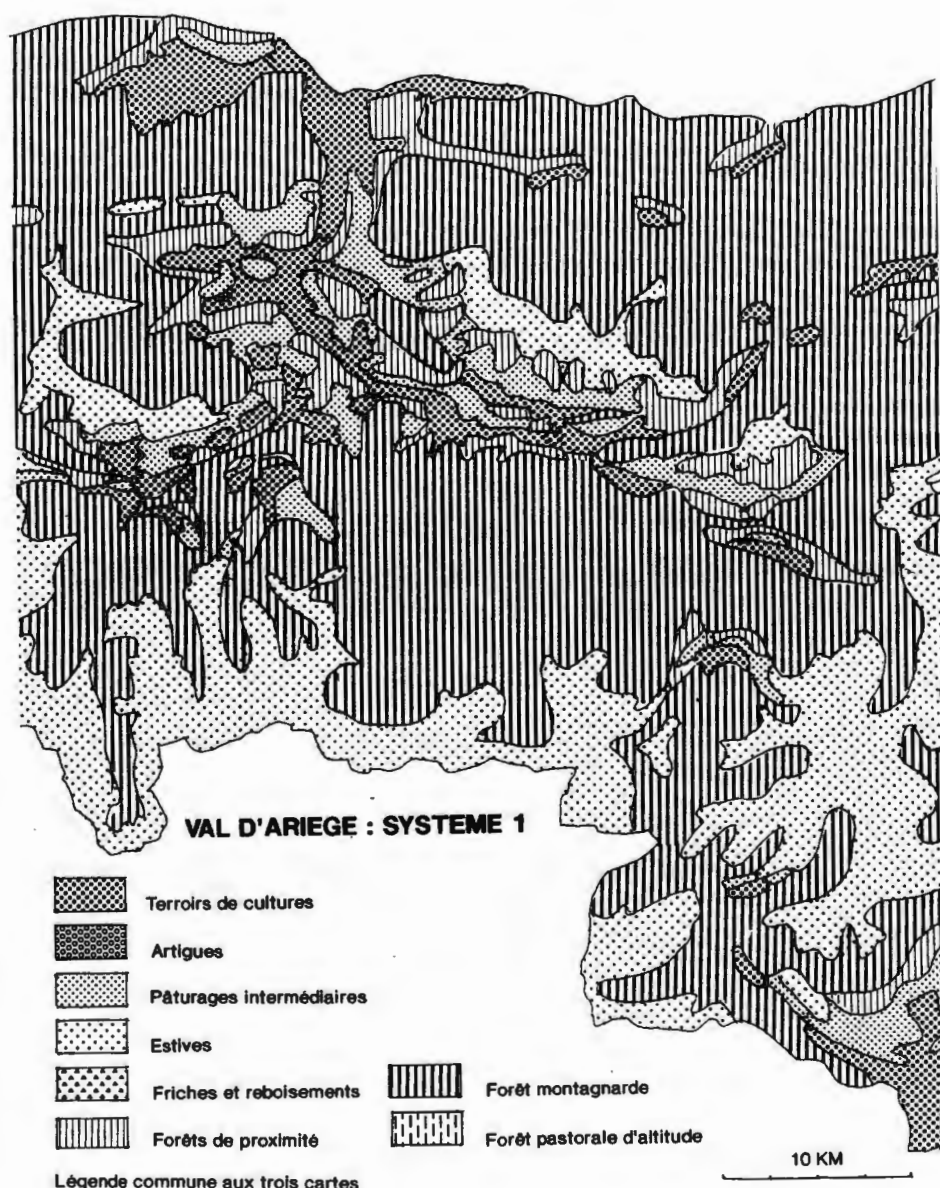 VAL D'ARIEGE : SYSTEME 1
Terroirs de cultures
Artigues
Pâturages intermédiaires
Estives
Friches et reboisements
Forêt montagnarde
Forêts de proximité
Forêt pastorale d'altitude
10 KM
Légende commune aux trois cartes